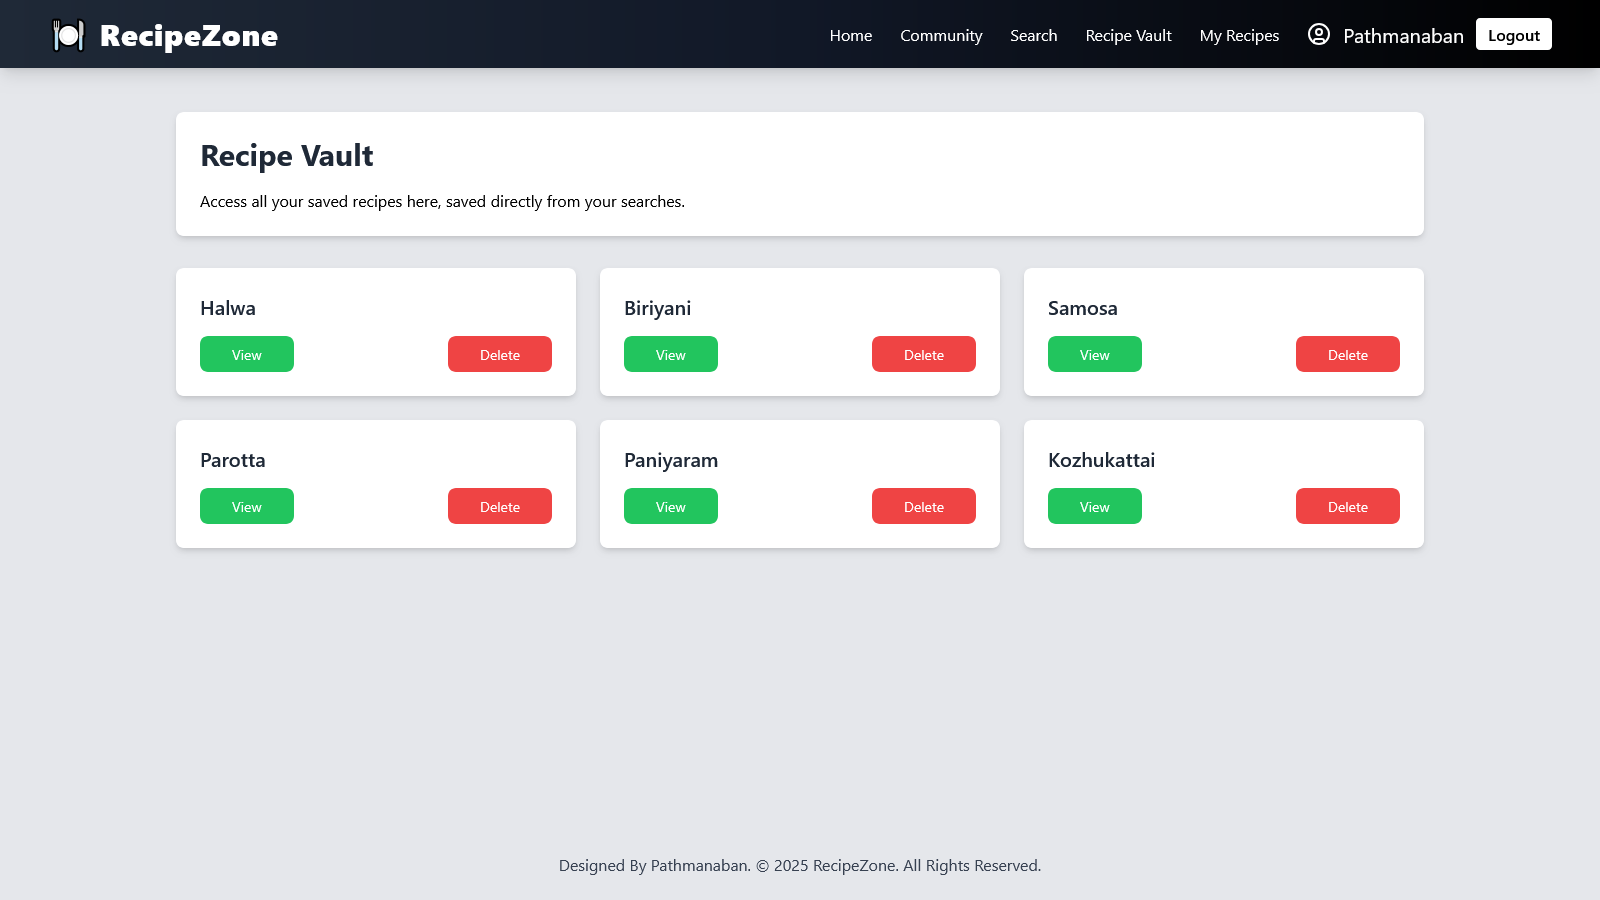 RecipeZone
Home Community Search Recipe Vault My Recipes Pathmanaban Logout
Recipe Vault
Access all your saved recipes here, saved directly from your searches.
Halwa
View Delete
Biriyani
View Delete
Samosa
View Delete
Parotta
View Delete
Paniyaram
View Delete
Kozhukattai
View Delete
Designed By Pathmanaban. © 2025 RecipeZone. All Rights Reserved.